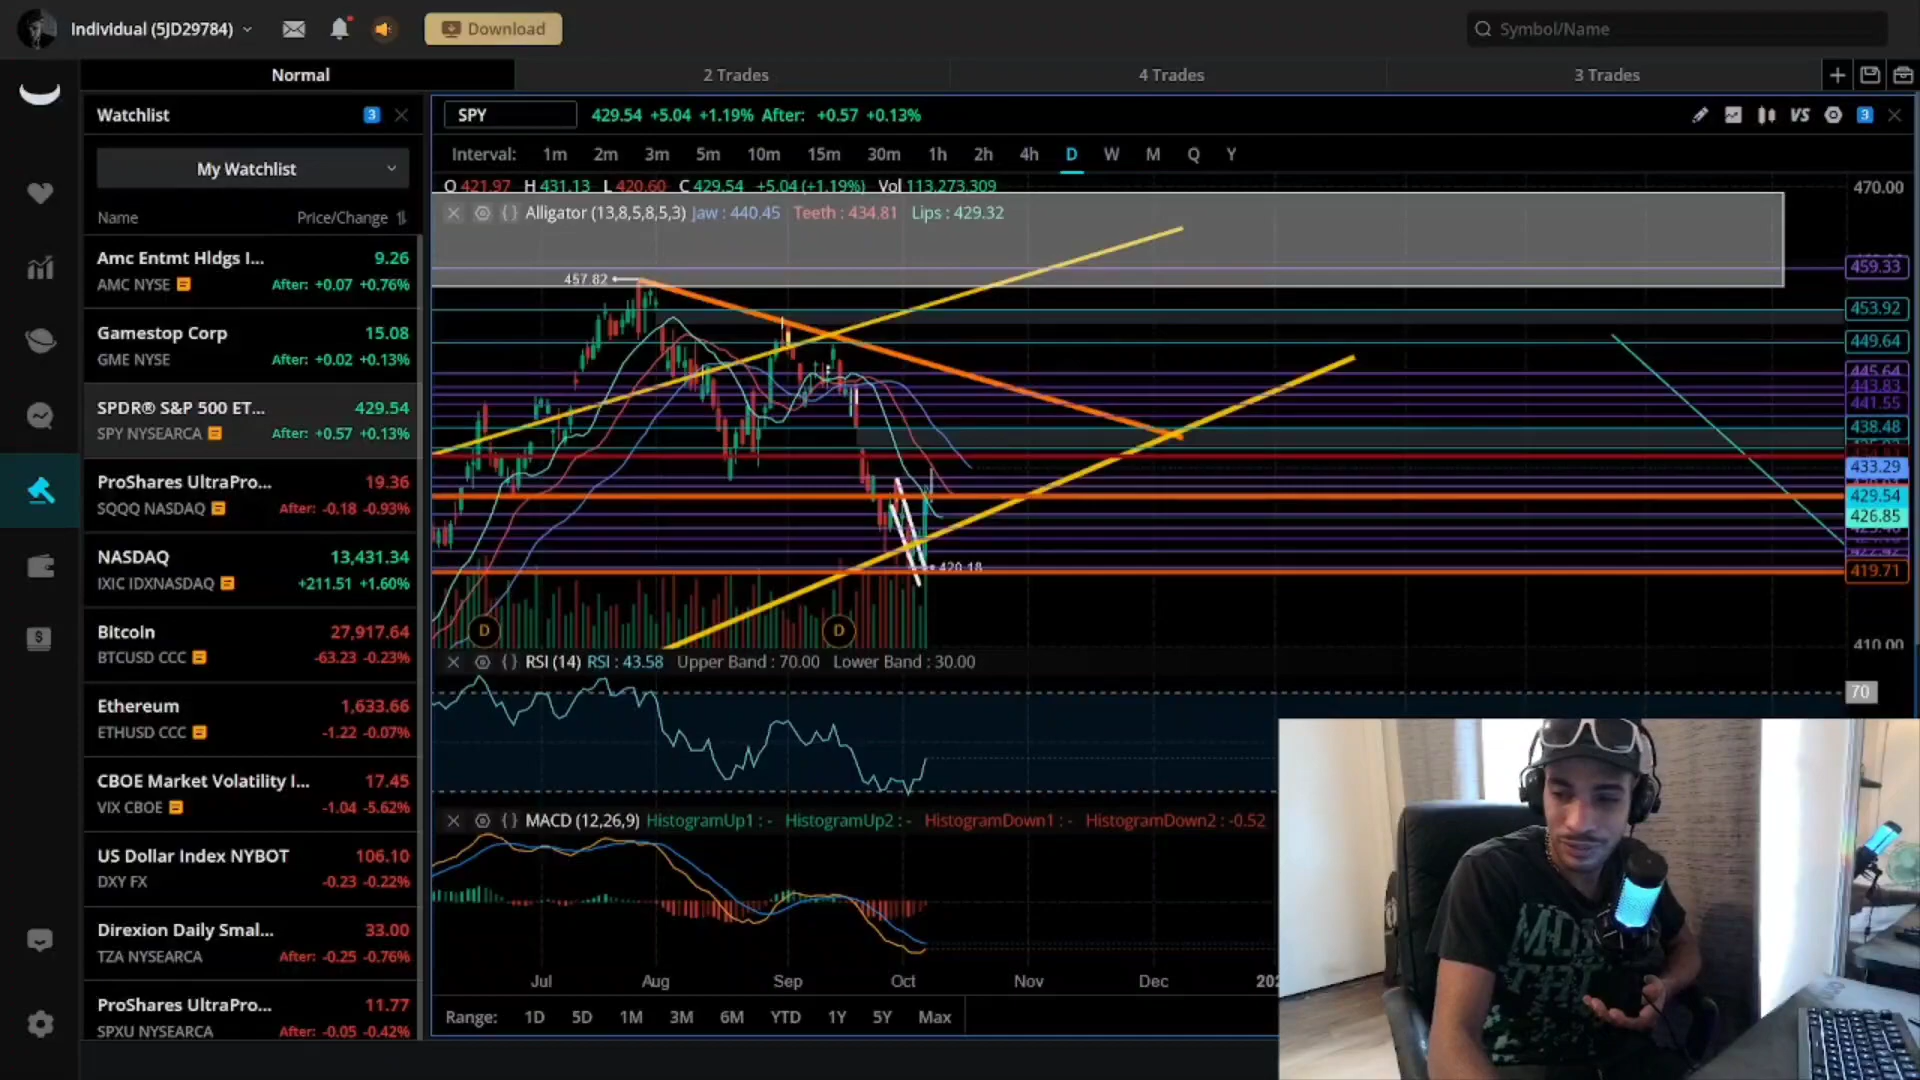 Individual (5JD29784)
Download
Symbol/Name
Normal
2 Trades
4 Trades
3 Trades
Watchlist
3
My Watchlist
Name Price/Change
Amc Entmt Hldgs I... 9.26
AMC NYSE After: +0.07 +0.76%
Gamestop Corp 15.08
GME NYSE After: +0.02 +0.13%
SPDR® S&P 500 ET... 429.54
SPY NYSEARCA After: +0.57 +0.13%
ProShares UltraPro... 19.36
SQQQ NASDAQ After: -0.18 -0.93%
NASDAQ 13,431.34
IXIC IDXNASDAQ +211.51 +1.60%
Bitcoin 27,917.64
BTCUSD CCC -63.23 -0.23%
Ethereum 1,633.66
ETHUSD CCC -1.22 -0.07%
CBOE Market Volatility I... 17.45
VIX CBOE -1.04 -5.62%
US Dollar Index NYBOT 106.10
DXY FX -0.23 -0.22%
Direxion Daily Smal... 33.00
TZA NYSEARCA After: -0.25 -0.76%
ProShares UltraPro... 11.77
SPXU NYSEARCA After: -0.05 -0.42%
SPY 429.54 +5.04 +1.19% After: +0.57 +0.13%
VS
3
Interval: 1m 2m 3m 5m 10m 15m 30m 1h 2h 4h D W M Q Y
O 421.97 H 431.13 L 420.60 C 429.54 +5.04 (+1.19%) Vol 113,273,309
Alligator (13,8,5,8,5,3) Jaw : 440.45 Teeth : 434.81 Lips : 429.32
457.82
420.18
D
D
470.00
459.33
453.92
449.64
445.64
443.83
441.55
438.48
433.29
429.54
426.85
419.71
410.00
RSI (14) RSI : 43.58 Upper Band : 70.00 Lower Band : 30.00
70
MACD (12,26,9) HistogramUp1 : - HistogramUp2 : - HistogramDown1 : - HistogramDown2 : -0.52
Jul Aug Sep Oct Nov Dec
Range: 1D 5D 1M 3M 6M YTD 1Y 5Y Max